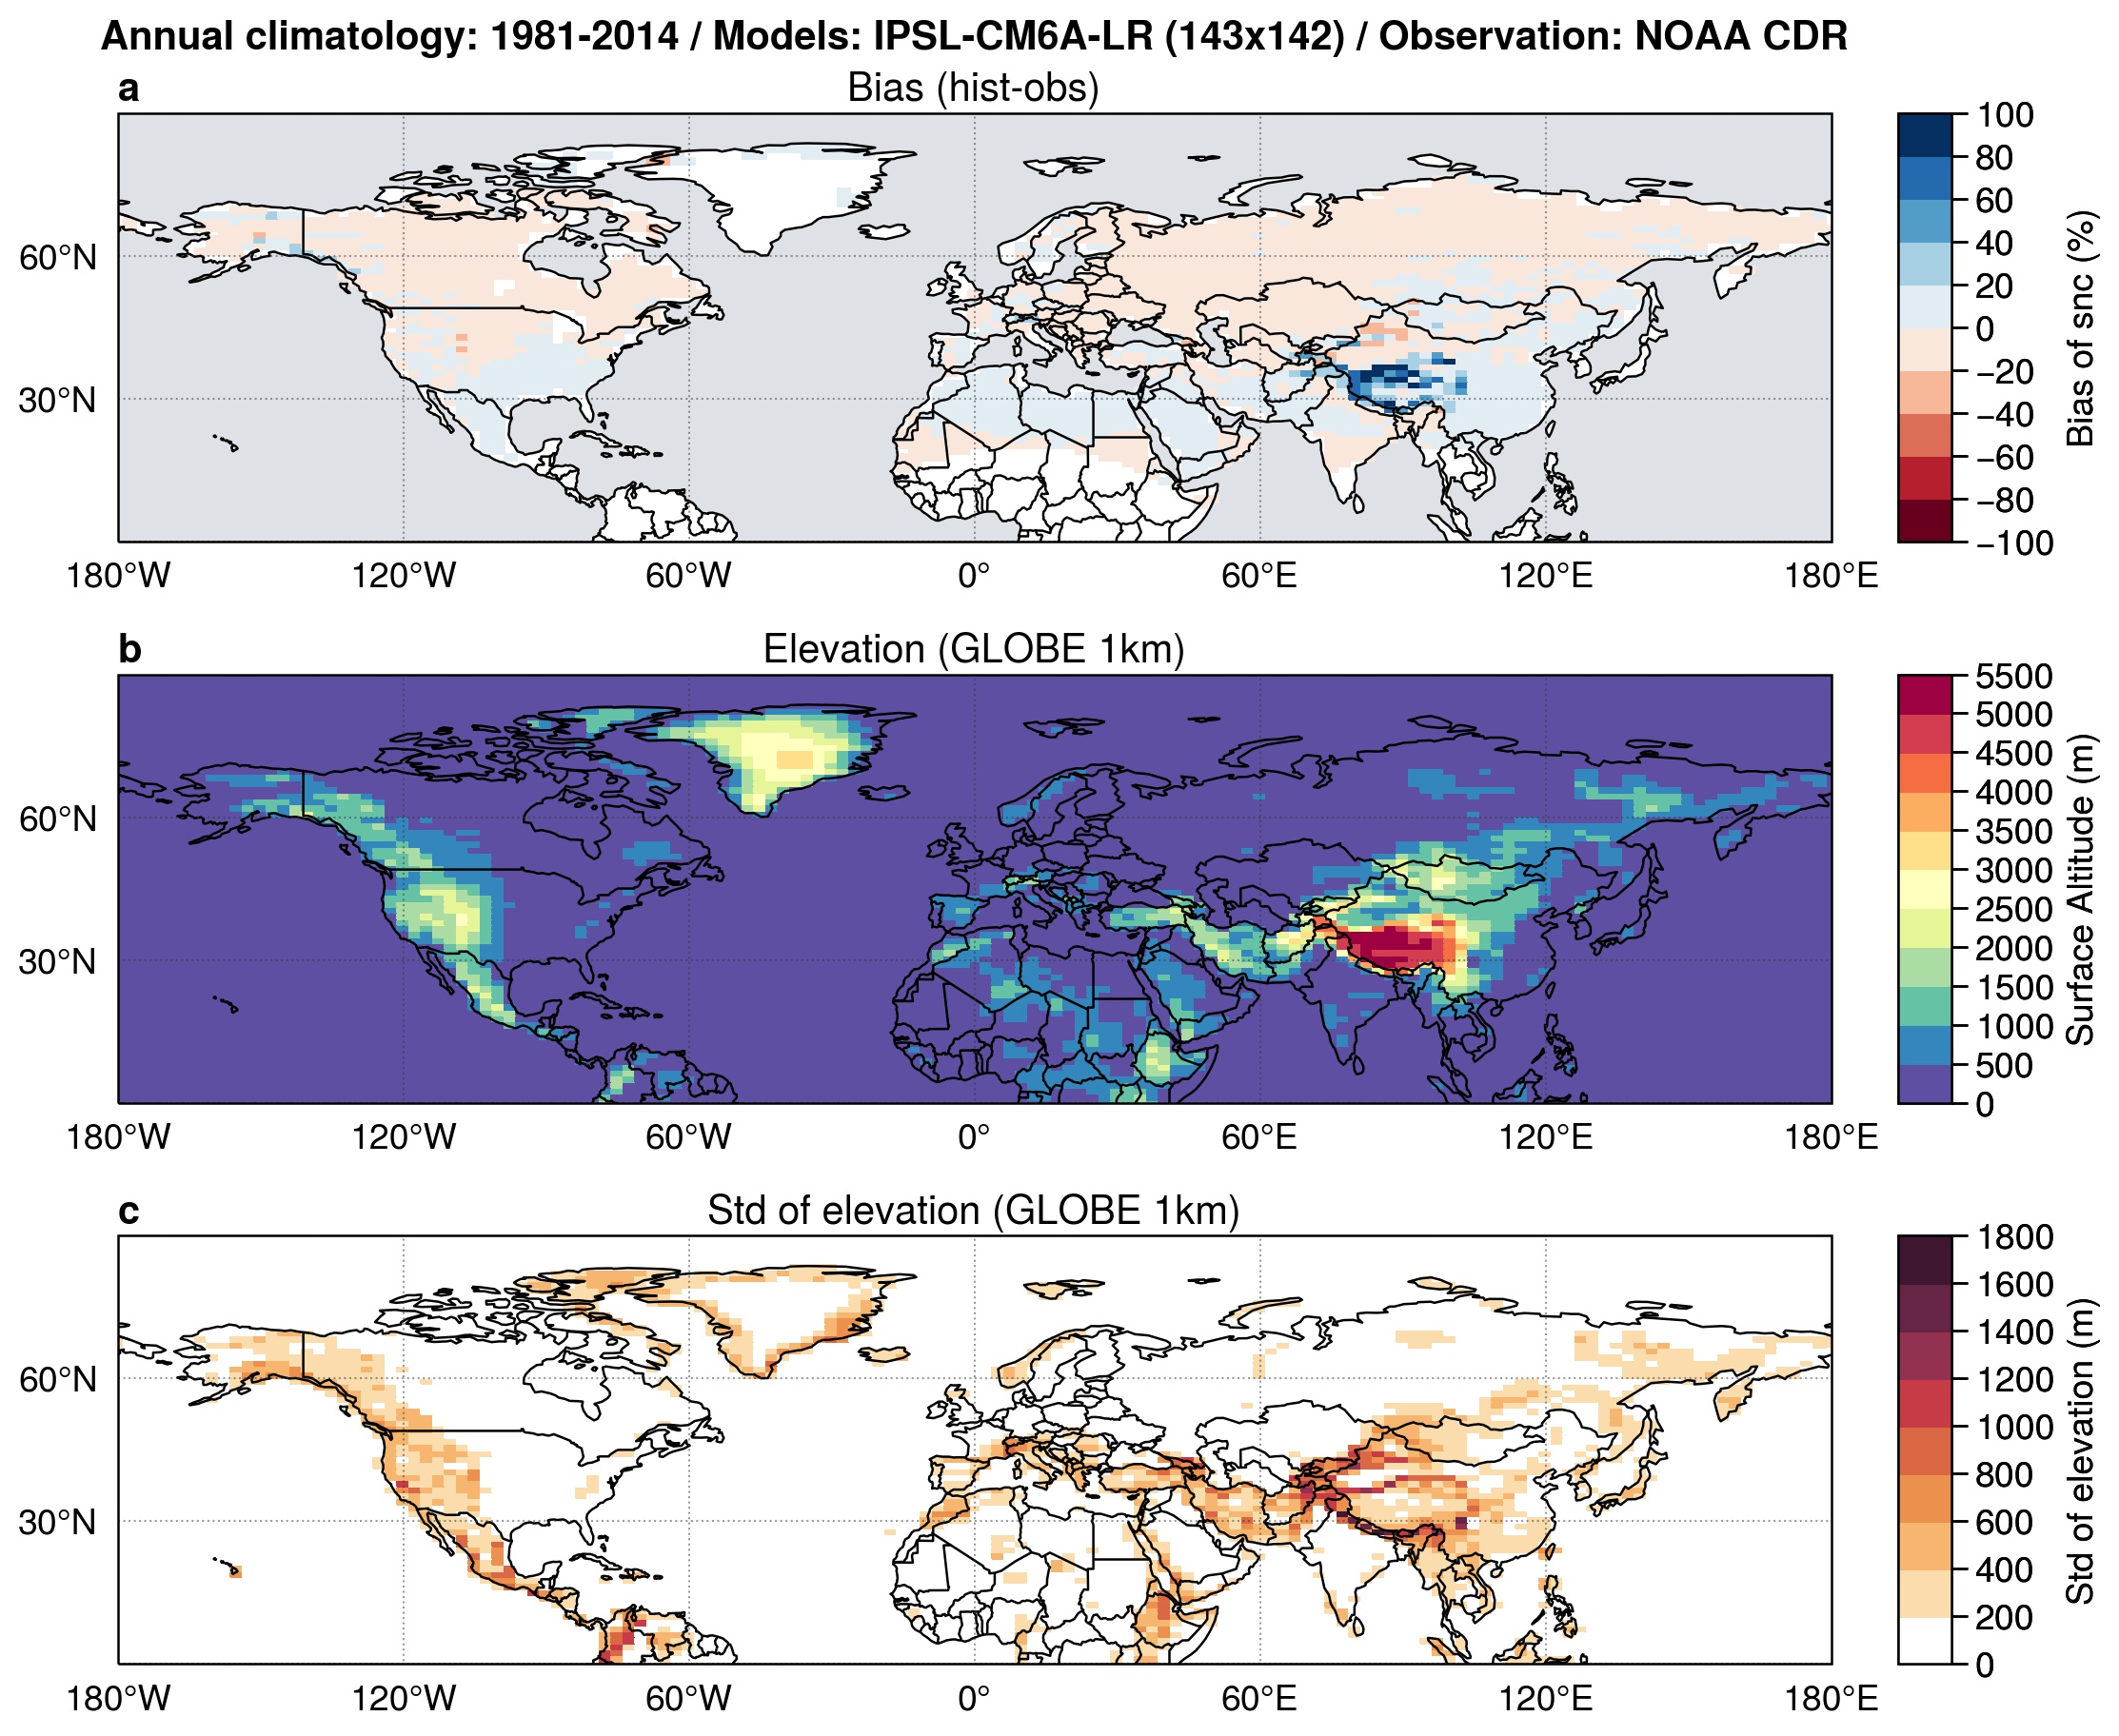 Annual climatology: 1981-2014 / Models: IPSL-CM6A-LR (143x142) / Observation: NOAA CDR
a
Bias (hist-obs)
60°N
30°N
180°W 120°W 60°W 0° 60°E 120°E 180°E
100
80
60
40
20
0
−20
−40
−60
−80
−100
Bias of snc (%)
b
Elevation (GLOBE 1km)
60°N
30°N
180°W 120°W 60°W 0° 60°E 120°E 180°E
5500
5000
4500
4000
3500
3000
2500
2000
1500
1000
500
0
Surface Altitude (m)
c
Std of elevation (GLOBE 1km)
60°N
30°N
180°W 120°W 60°W 0° 60°E 120°E 180°E
1800
1600
1400
1200
1000
800
600
400
200
0
Std of elevation (m)